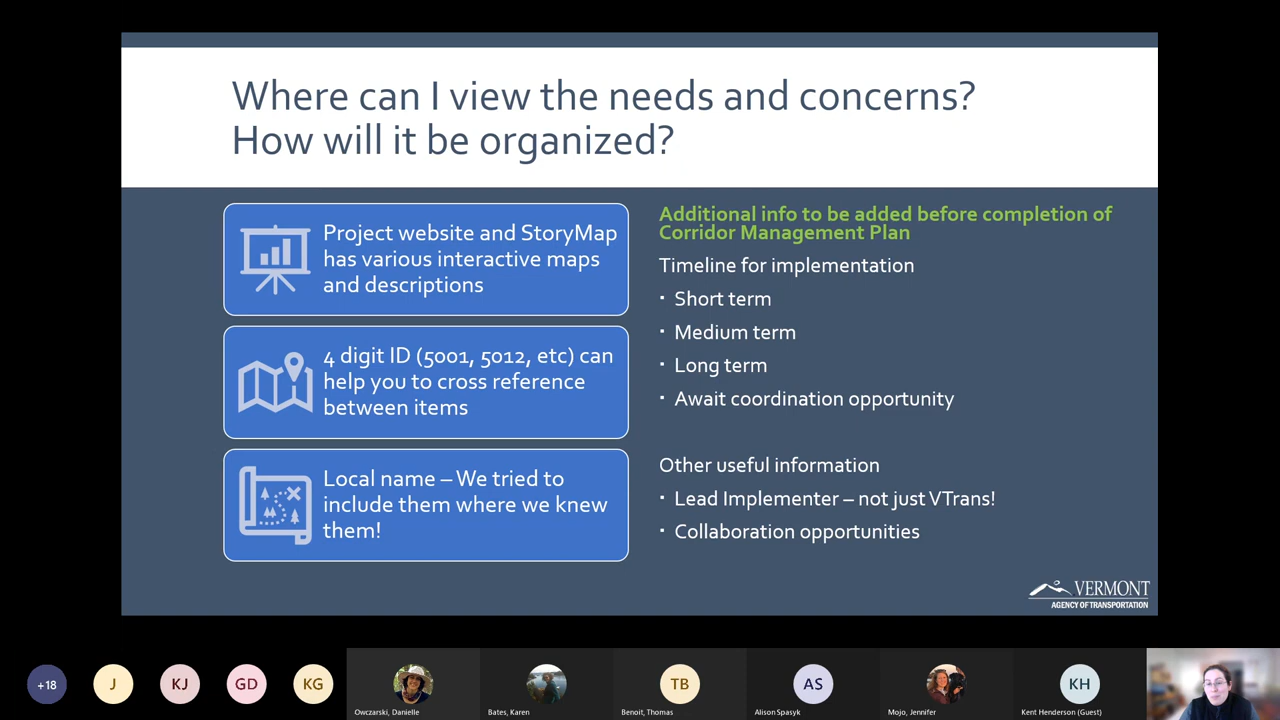 Where can I view the needs and concerns?
How will it be organized?
Project website and StoryMap
has various interactive maps
and descriptions
4 digit ID (5001, 5012, etc) can
help you to cross reference
between items
Local name – We tried to
include them where we knew
them!
Additional info to be added before completion of
Corridor Management Plan
Timeline for implementation
▪ Short term
▪ Medium term
▪ Long term
▪ Await coordination opportunity
Other useful information
▪ Lead Implementer – not just VTrans!
▪ Collaboration opportunities
VERMONT
AGENCY OF TRANSPORTATION
+18
J
KJ
GD
KG
TB
AS
KH
Owczarski, Danielle
Bates, Karen
Benoit, Thomas
Alison Spasyk
Mojo, Jennifer
Kent Henderson (Guest)